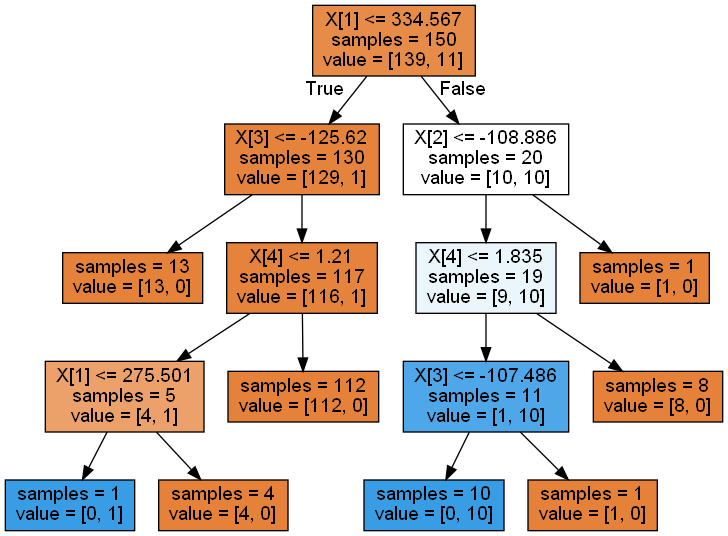 X[1] <= 334.567
samples = 150
value = [139, 11]
True
False
X[3] <= -125.62
samples = 130
value = [129, 1]
X[2] <= -108.886
samples = 20
value = [10, 10]
samples = 13
value = [13, 0]
X[4] <= 1.21
samples = 117
value = [116, 1]
X[4] <= 1.835
samples = 19
value = [9, 10]
samples = 1
value = [1, 0]
X[1] <= 275.501
samples = 5
value = [4, 1]
samples = 112
value = [112, 0]
X[3] <= -107.486
samples = 11
value = [1, 10]
samples = 8
value = [8, 0]
samples = 1
value = [0, 1]
samples = 4
value = [4, 0]
samples = 10
value = [0, 10]
samples = 1
value = [1, 0]